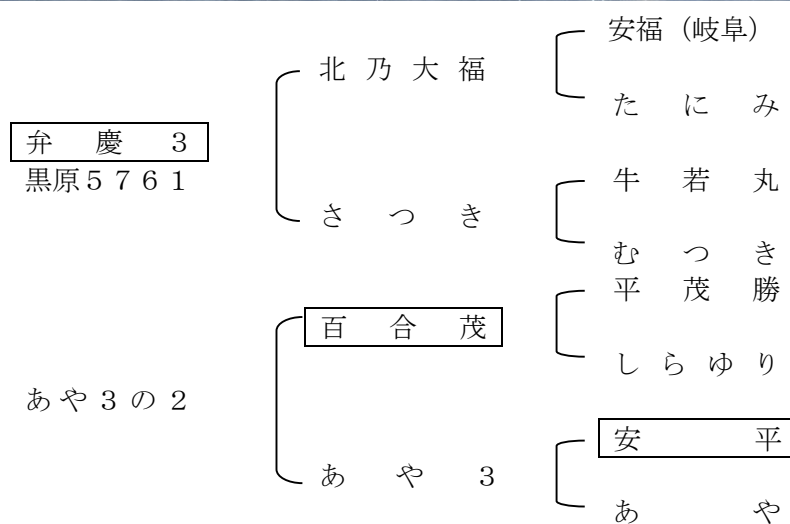 安福（岐阜）
北乃大福
たにみ
弁慶３
黒原５７６１
牛若丸
さつき
むつき
平茂勝
百合茂
しらゆり
あや３の２
安平
あや３
あや